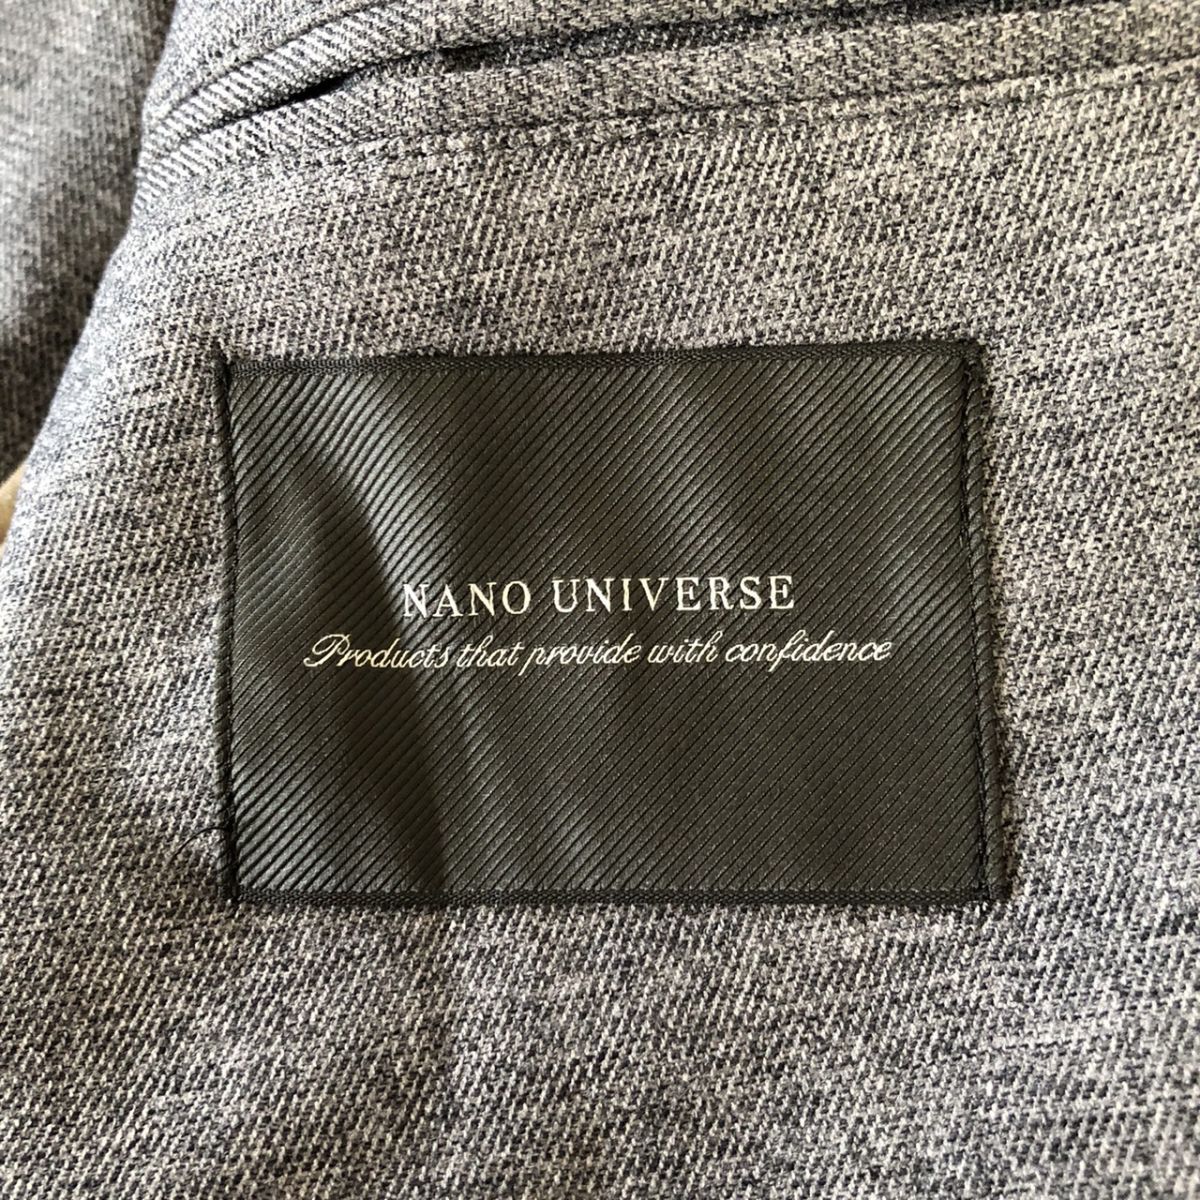 NANO UNIVERSE
Products that provide with confidence